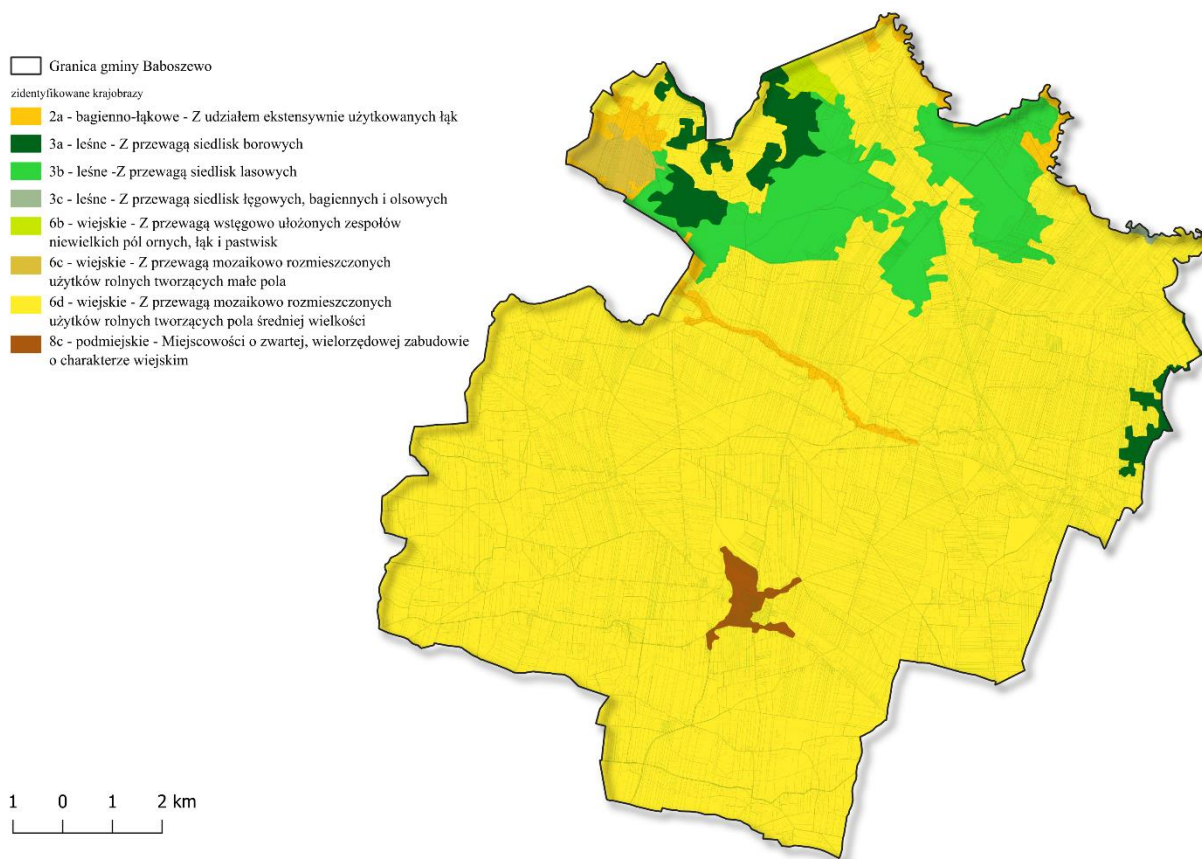 Granica gminy Baboszewo
zidentyfikowane krajobrazy
2a - bagienno-łąkowe - Z udziałem ekstensywnie użytkowanych łąk
3a - leśne - Z przewagą siedlisk borowych
3b - leśne -Z przewagą siedlisk lasowych
3c - leśne - Z przewagą siedlisk łęgowych, bagiennych i olsowych
6b - wiejskie - Z przewagą wstęgowo ułożonych zespołów
niewielkich pól ornych, łąk i pastwisk
6c - wiejskie - Z przewagą mozaikowo rozmieszczonych
użytków rolnych tworzących małe pola
6d - wiejskie - Z przewagą mozaikowo rozmieszczonych
użytków rolnych tworzących pola średniej wielkości
8c - podmiejskie - Miejscowości o zwartej, wielorzędowej zabudowie
o charakterze wiejskim
1 0 1 2 km